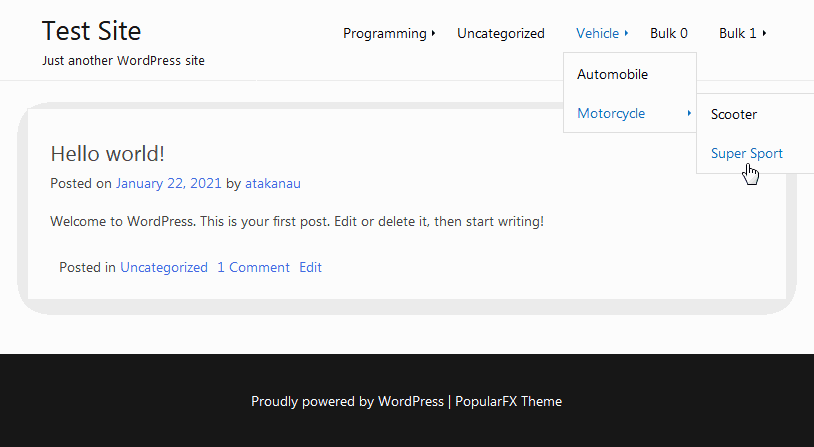 Test Site
Just another WordPress site
Programming Uncategorized Vehicle Bulk 0 Bulk 1
Automobile
Motorcycle
Scooter
Super Sport
Hello world!
Posted on January 22, 2021 by atakanau
Welcome to WordPress. This is your first post. Edit or delete it, then start writing!
Posted in Uncategorized 1 Comment Edit
Proudly powered by WordPress | PopularFX Theme